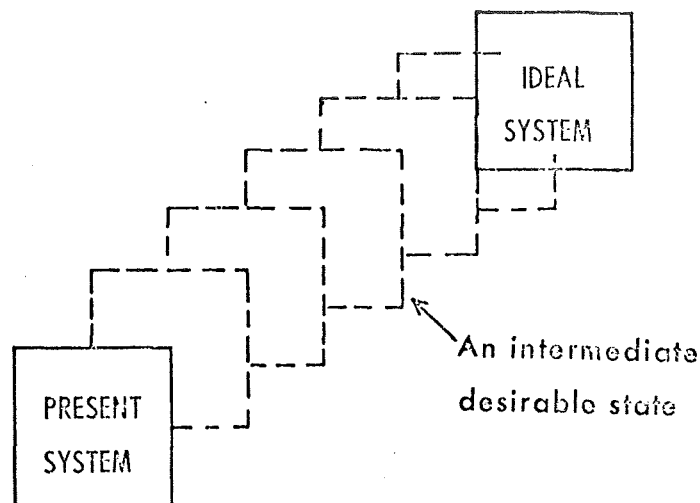 IDEAL
SYSTEM
An intermediate
desirable state
PRESENT
SYSTEM